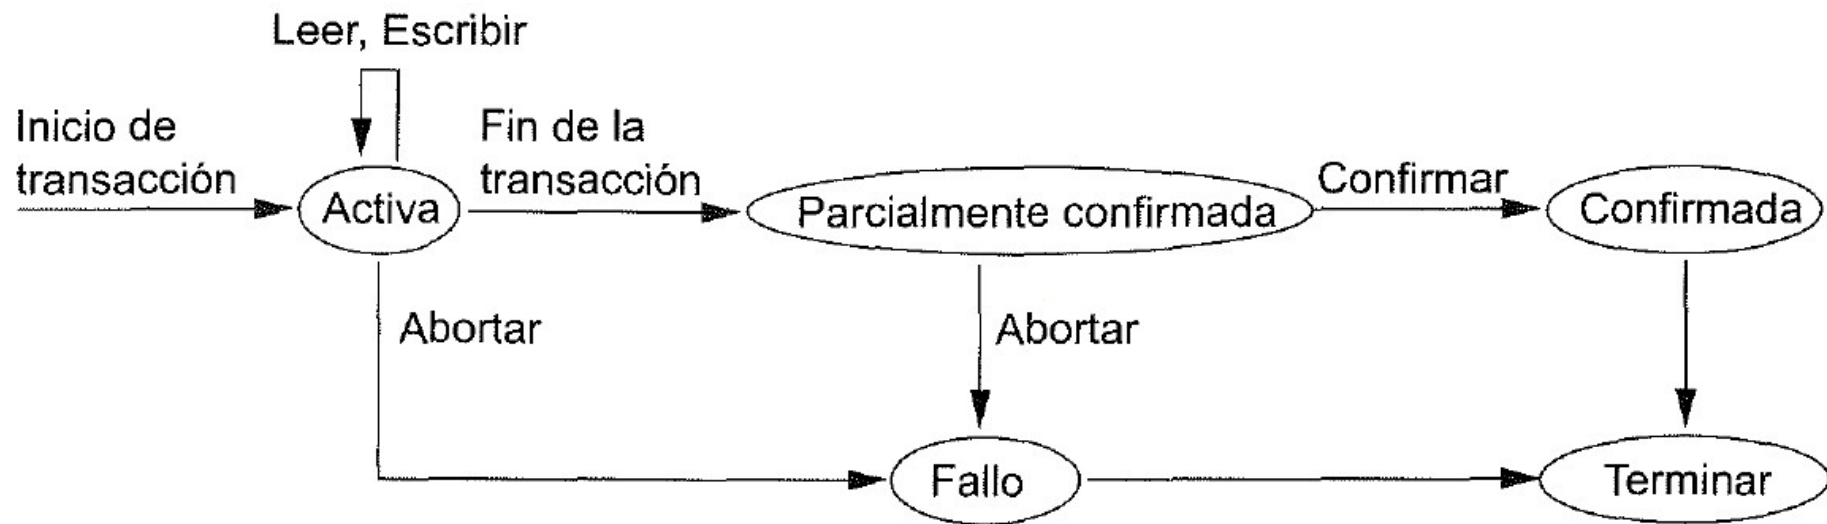 Leer, Escribir
Inicio de
transacción
Fin de la
transacción
Activa
Parcialmente confirmada
Confirmar
Confirmada
Abortar
Abortar
Fallo
Terminar